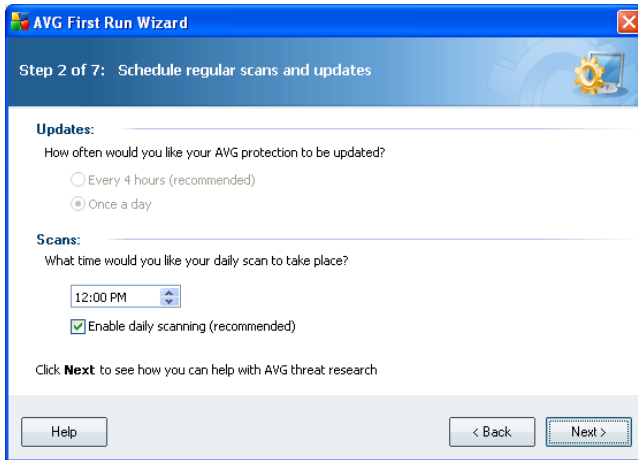 AVG First Run Wizard
Step 2 of 7: Schedule regular scans and updates
Updates:
How often would you like your AVG protection to be updated?
Every 4 hours (recommended)
Once a day
Scans:
What time would you like your daily scan to take place?
12:00 PM
Enable daily scanning (recommended)
Click Next to see how you can help with AVG threat research
Help
< Back
Next >